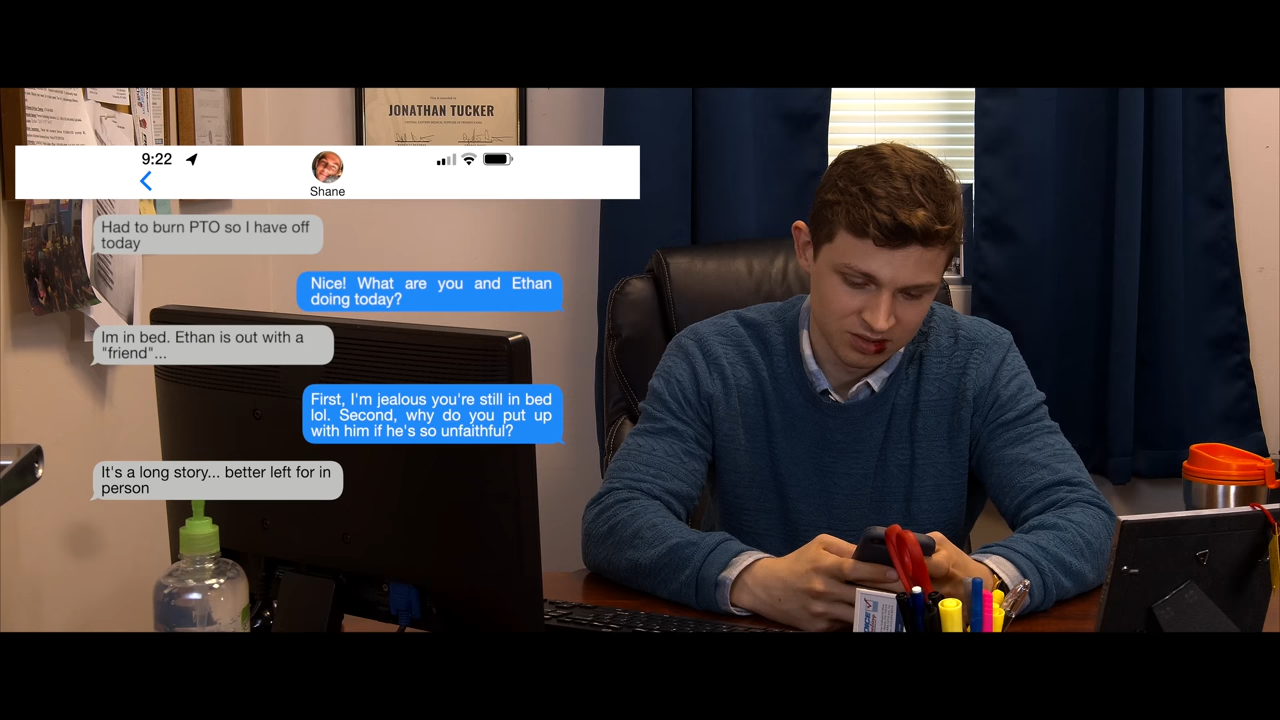 JONATHAN TUCKER
9:22
Shane
Had to burn PTO so I have off
today
Nice! What are you and Ethan
doing today?
Im in bed. Ethan is out with a
"friend"...
First, I'm jealous you're still in bed
lol. Second, why do you put up
with him if he's so unfaithful?
It's a long story... better left for in
person